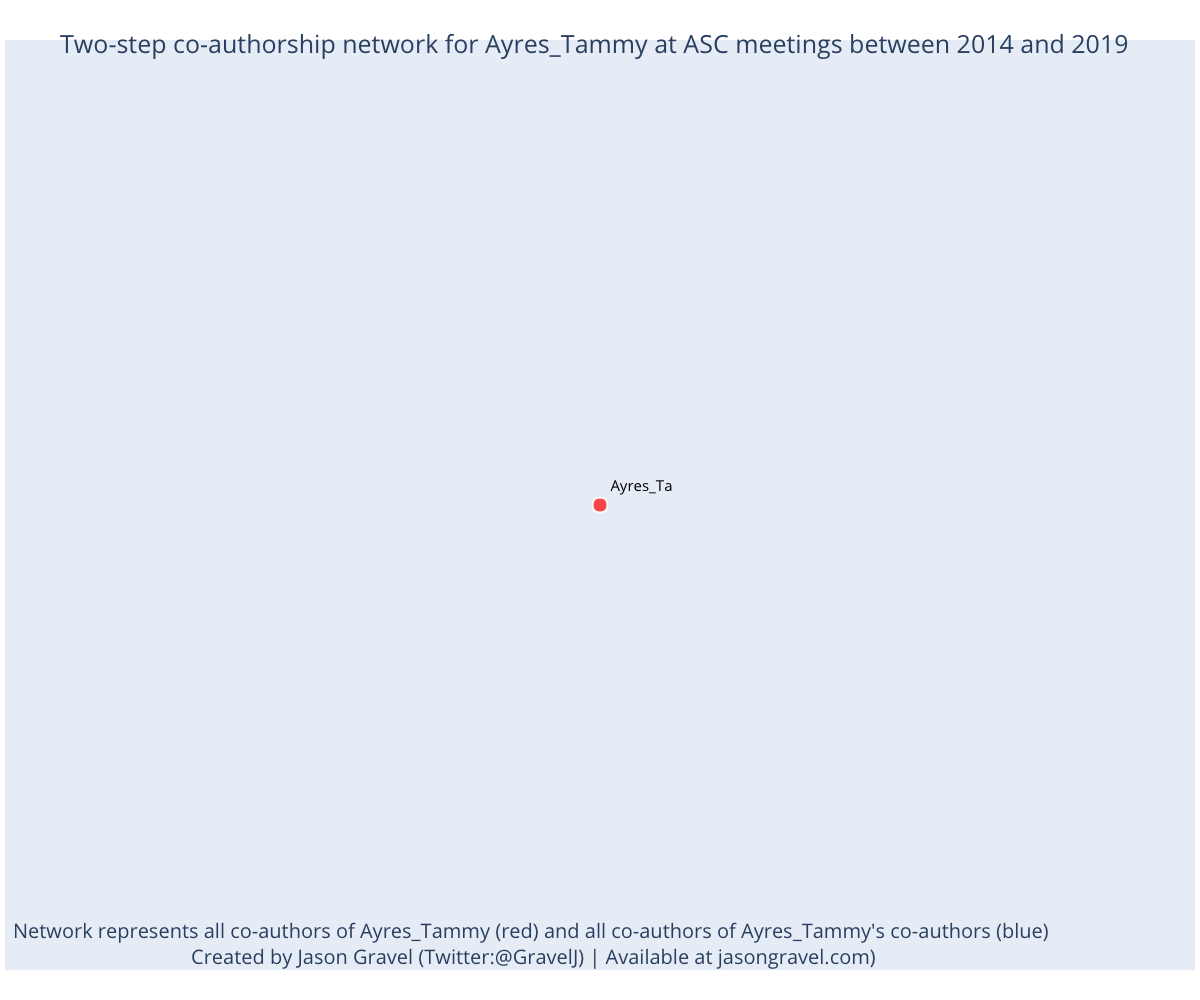 Two-step co-authorship network for Ayres_Tammy at ASC meetings between 2014 and 2019
Ayres_Ta
Network represents all co-authors of Ayres_Tammy (red) and all co-authors of Ayres_Tammy's co-authors (blue)
Created by Jason Gravel (Twitter:@GravelJ) | Available at jasongravel.com)